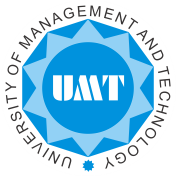 UNIVERSITY OF MANAGEMENT AND TECHNOLOGY
UMT